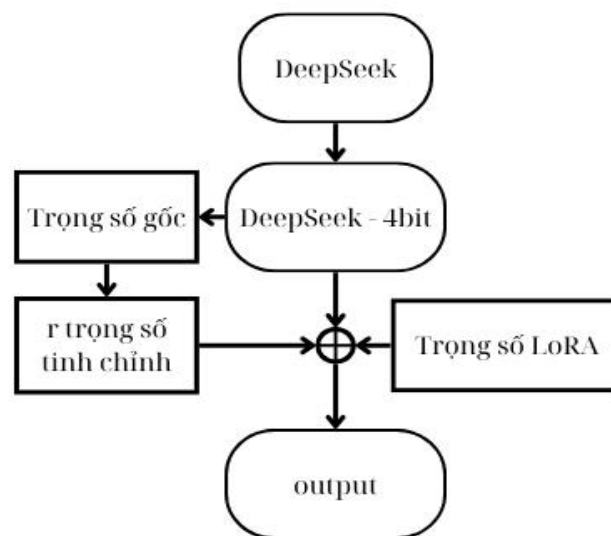 DeepSeek
Trọng số gốc
DeepSeek - 4bit
r trọng số
tinh chỉnh
Trọng số LoRA
output